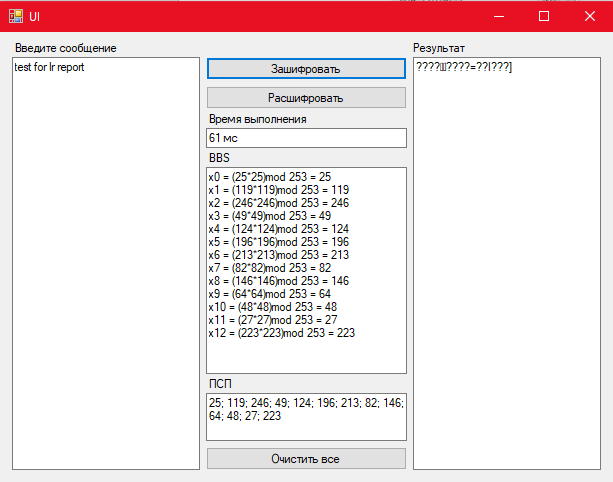 UI
Введите сообщение
test for lr report
Зашифровать
Расшифровать
Время выполнения
61 мс
BBS
x0 = (25*25)mod 253 = 25
x1 = (119*119)mod 253 = 119
x2 = (246*246)mod 253 = 246
x3 = (49*49)mod 253 = 49
x4 = (124*124)mod 253 = 124
x5 = (196*196)mod 253 = 196
x6 = (213*213)mod 253 = 213
x7 = (82*82)mod 253 = 82
x8 = (146*146)mod 253 = 146
x9 = (64*64)mod 253 = 64
x10 = (48*48)mod 253 = 48
x11 = (27*27)mod 253 = 27
x12 = (223*223)mod 253 = 223
ПСП
25; 119; 246; 49; 124; 196; 213; 82; 146;
64; 48; 27; 223
Очистить все
Результат